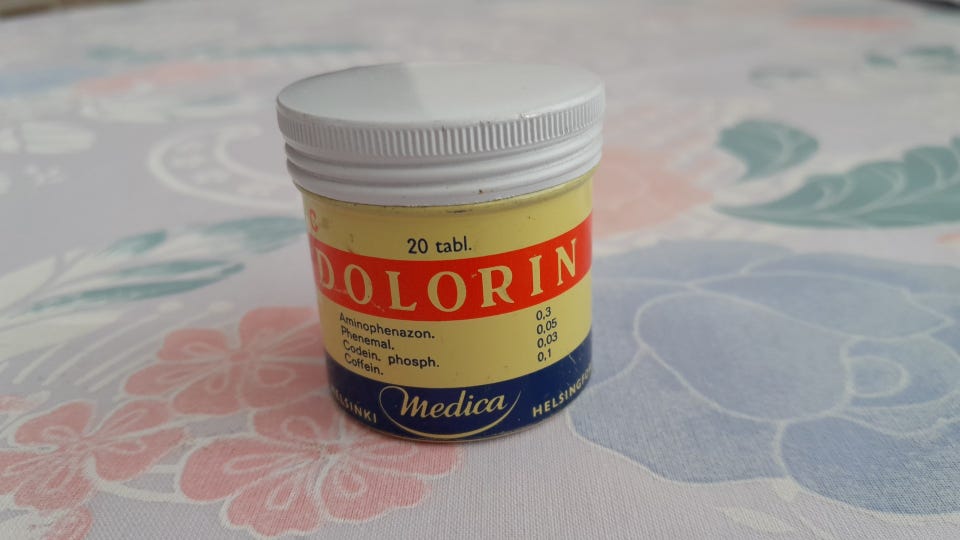 20 tabl.
DOLORIN
Aminophenazon. 0,3
Phenemal. 0,05
Codein. phosph. 0,03
Coffein. 0,1
Medica